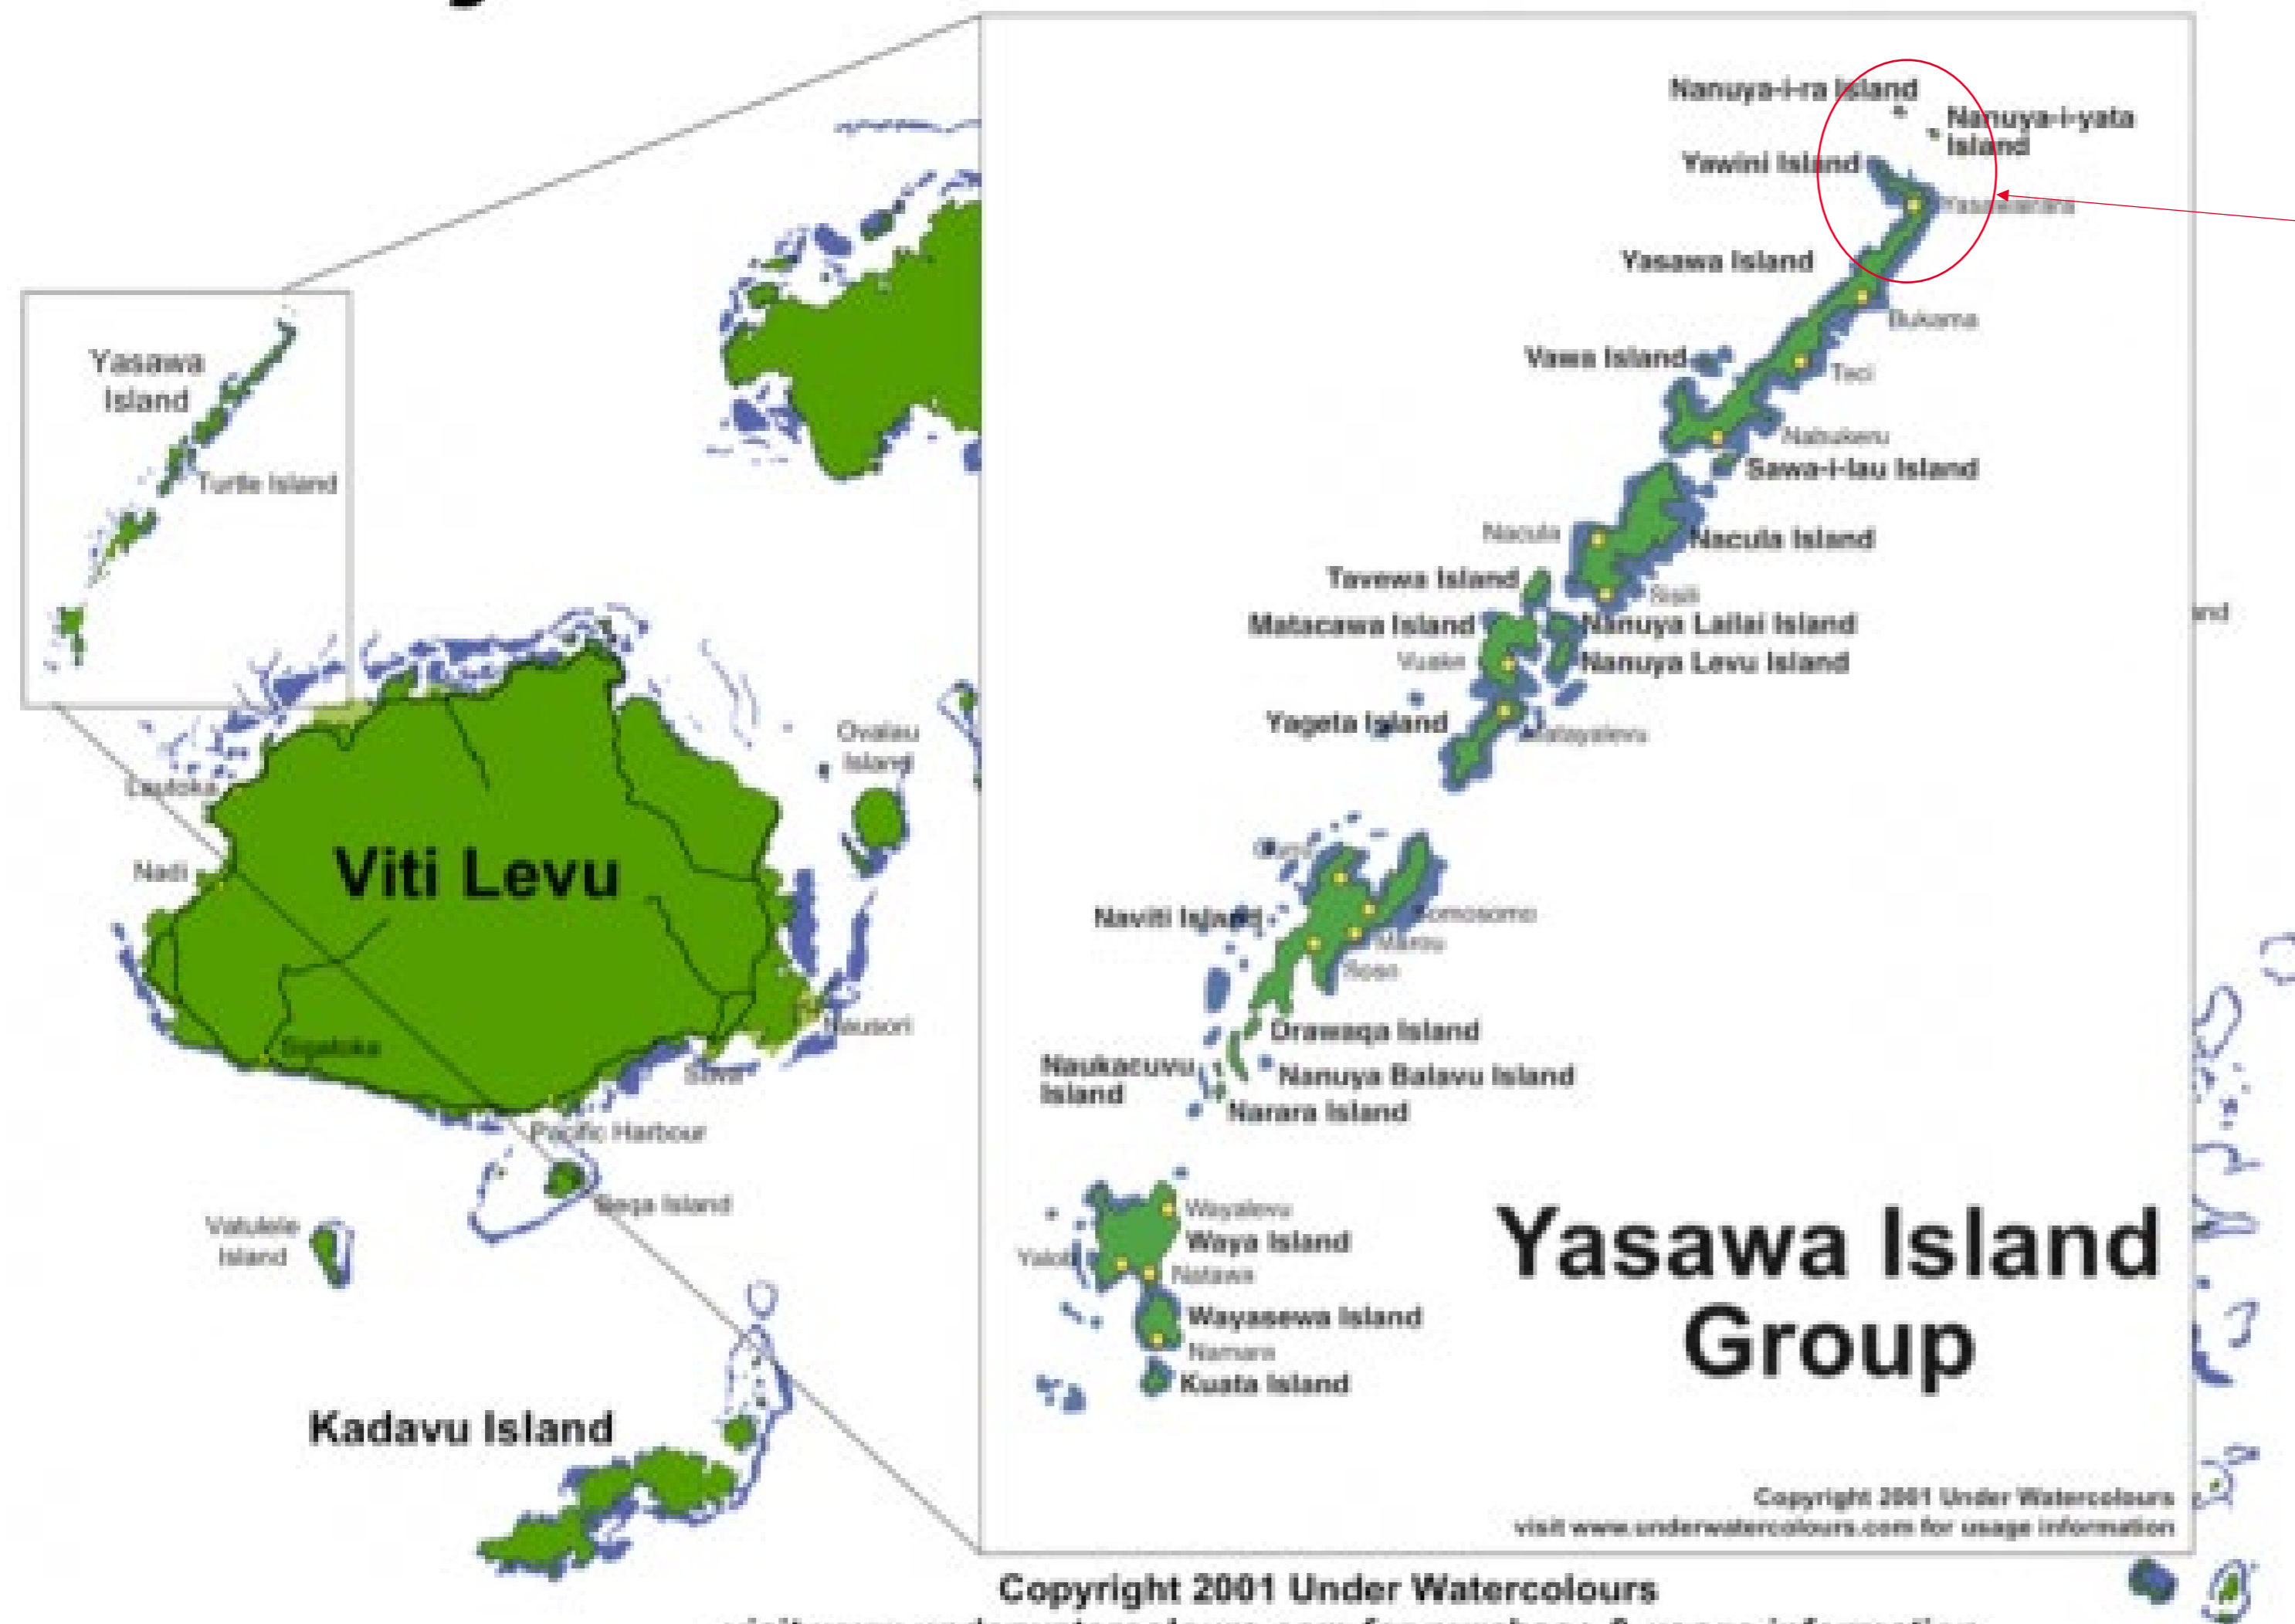 Nanuya-i-ra Island
Nanuya-i-yata
Island
Yawini Island
Yasawa Island
Bukama
Vawa Island
Teci
Nabukeru
Sawa-i-lau Island
Nacula
Nacula Island
Tavewa Island
Matacawa Island
Nanuya Lailai Island
Nanuya Levu Island
Yageta Island
Naviti Island
Somosomo
Marou
Soso
Drawaqa Island
Naukacuvu
Island
Nanuya Balavu Island
Narara Island
Wayalevu
Waya Island
Natawa
Wayasewa Island
Namara
Kuata Island
Yasawa Island
Group
Copyright 2001 Under Watercolours
visit www.underwatercolours.com for usage information
Yasawa
Island
Turtle Island
Lautoka
Nadi
Viti Levu
Ovalau
Island
Sigatoka
Nausori
Suva
Pacific Harbour
Beqa Island
Vatulele
Island
Kadavu Island
nd
Copyright 2001 Under Watercolours